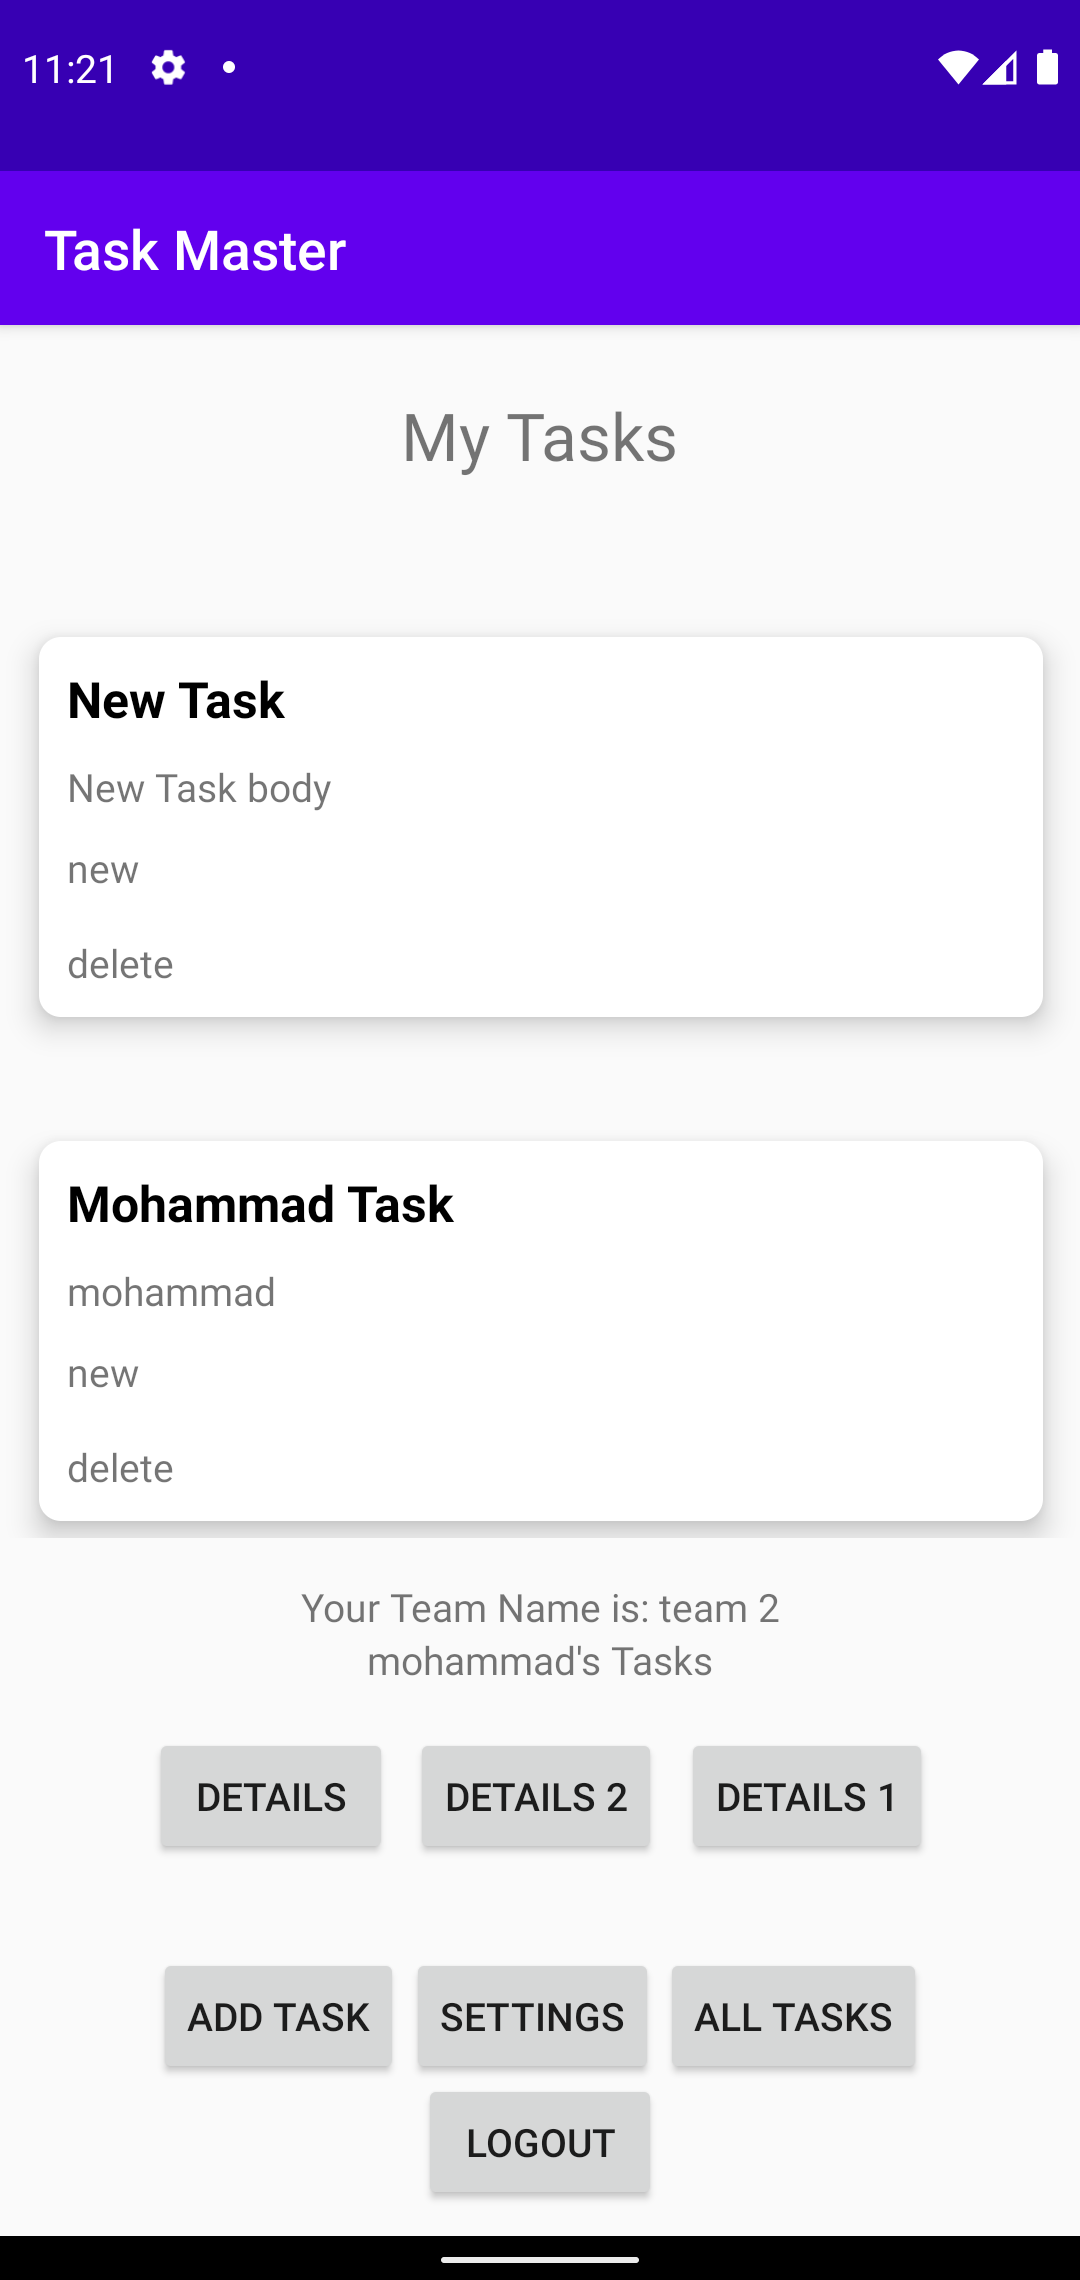 11:21
Task Master
My Tasks
New Task
New Task body
new
delete
Mohammad Task
mohammad
new
delete
Your Team Name is: team 2
mohammad's Tasks
DETAILS DETAILS 2 DETAILS 1
ADD TASK SETTINGS ALL TASKS
LOGOUT